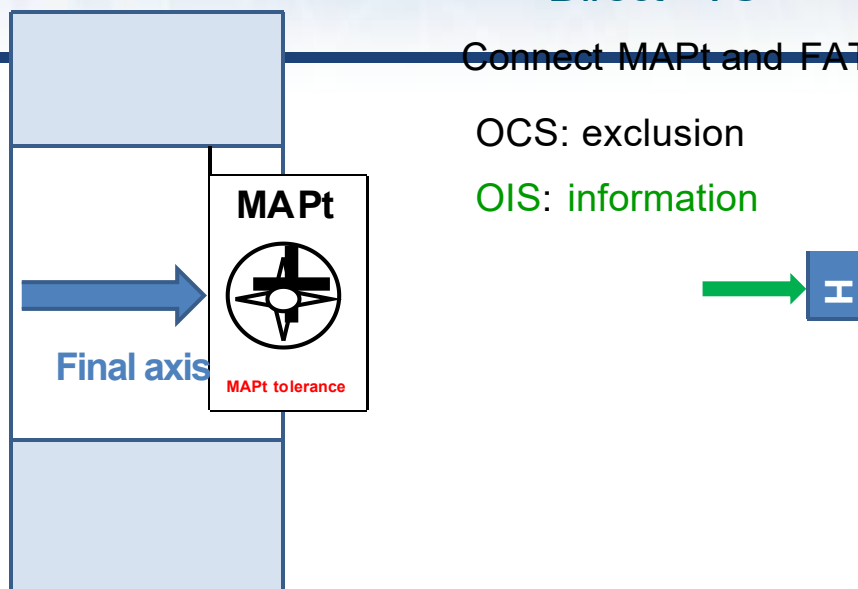 Connect MAPt and FAT
OCS: exclusion
OIS: information
MAPt
Final axis
MAPt tolerance
H